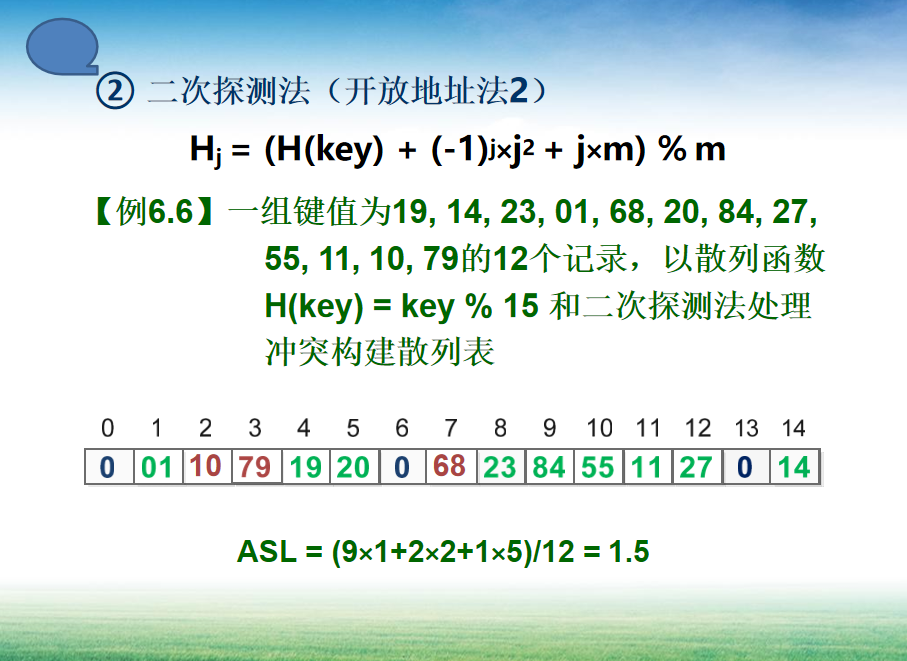 ② 二次探测法（开放地址法2）
Hj = (H(key) + (-1)j×j2 + j×m) % m
【例6.6】一组键值为19, 14, 23, 01, 68, 20, 84, 27,
55, 11, 10, 79的12个记录，以散列函数
H(key) = key % 15 和二次探测法处理
冲突构建散列表
0 1 2 3 4 5 6 7 8 9 10 11 12 13 14
0 01 10 79 19 20 0 68 23 84 55 11 27 0 14
ASL = (9×1+2×2+1×5)/12 = 1.5